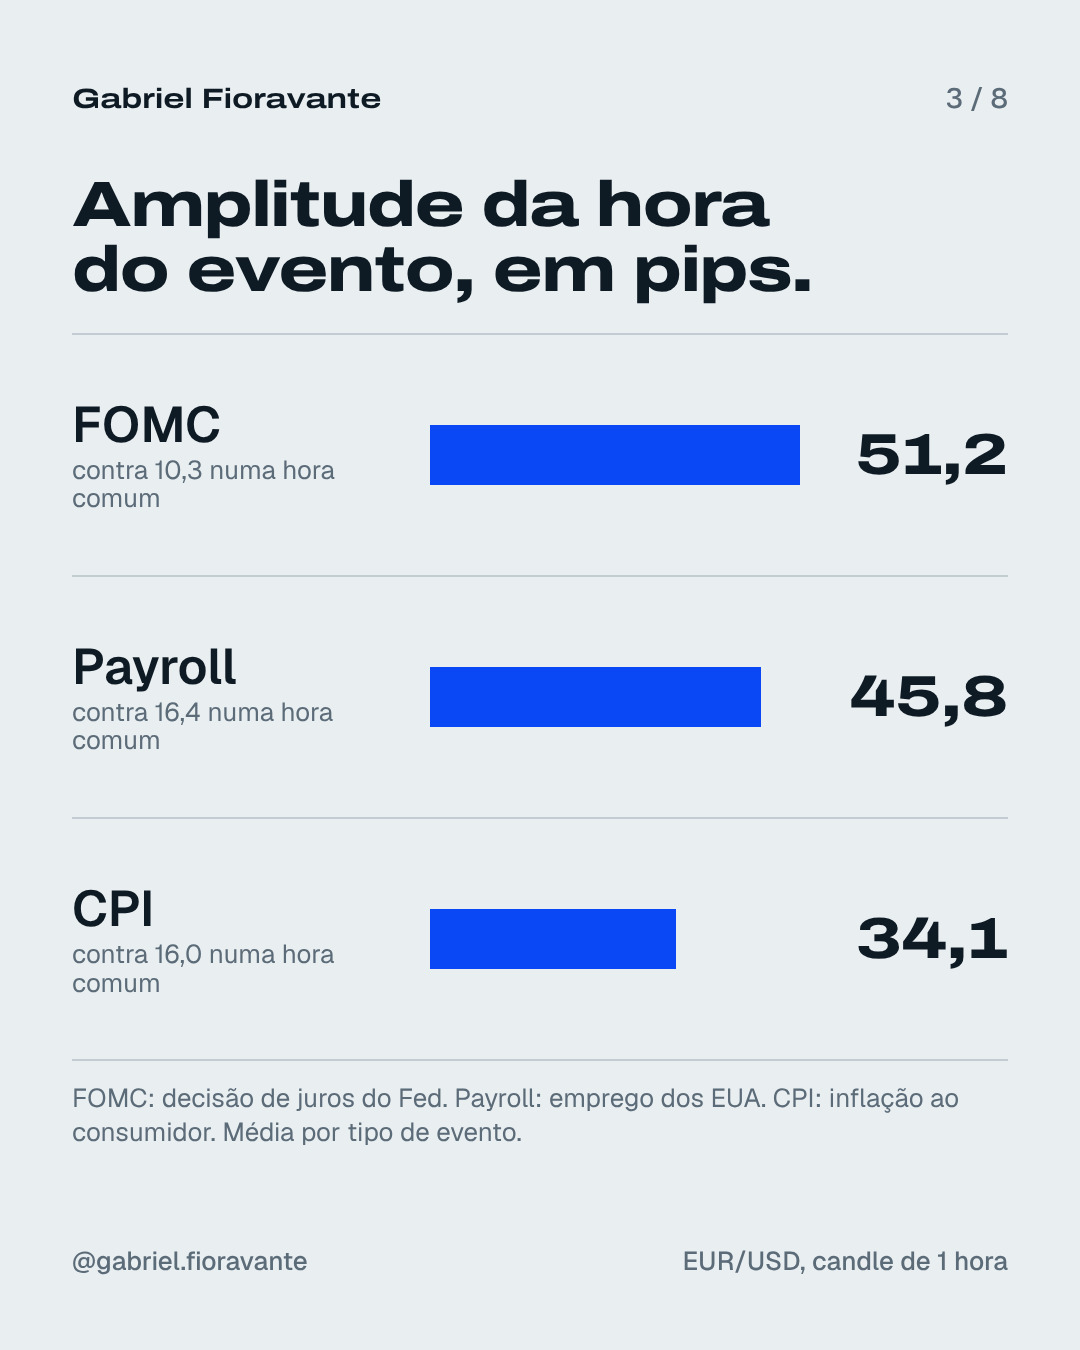 Gabriel Fioravante
3 / 8
Amplitude da hora
do evento, em pips.
FOMC
contra 10,3 numa hora
comum
51,2
Payroll
contra 16,4 numa hora
comum
45,8
CPI
contra 16,0 numa hora
comum
34,1
FOMC: decisão de juros do Fed. Payroll: emprego dos EUA. CPI: inflação ao
consumidor. Média por tipo de evento.
@gabriel.fioravante
EUR/USD, candle de 1 hora